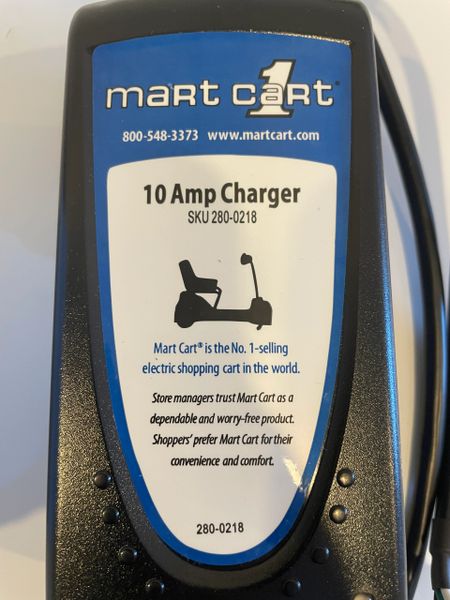 mart cart 1®
800-548-3373 www.martcart.com
10 Amp Charger
SKU 280-0218
Mart Cart® is the No. 1-selling
electric shopping cart in the world.
Store managers trust Mart Cart as a
dependable and worry-free product.
Shoppers' prefer Mart Cart for their
convenience and comfort.
280-0218